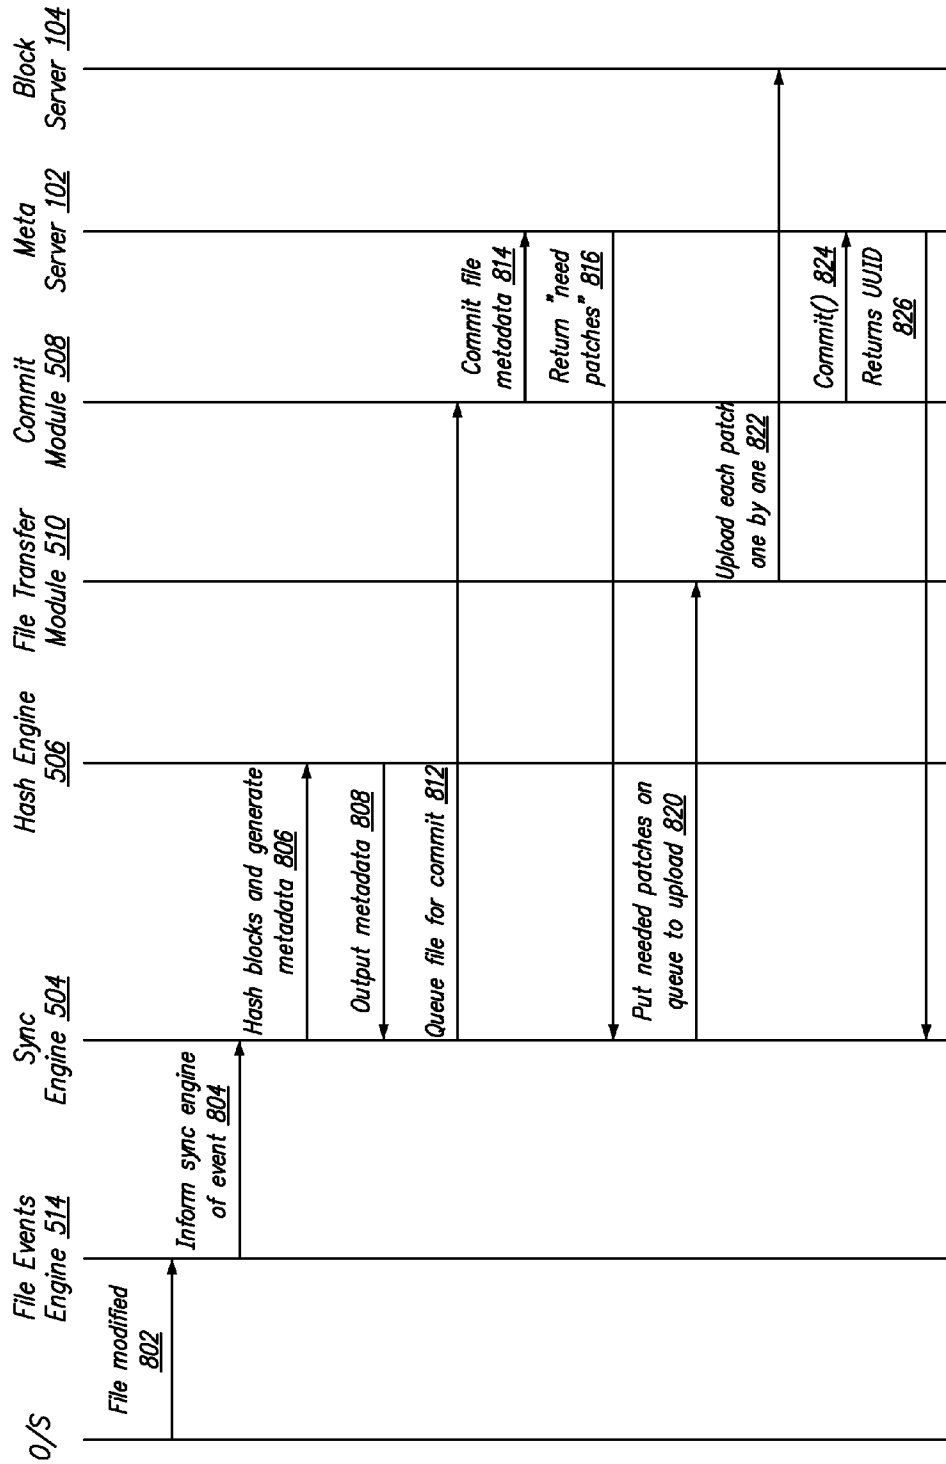 O/S
File Events
Engine 514
Sync
Engine 504
Hash Engine
506
File Transfer
Module 510
Commit
Module 508
Meta
Server 102
Block
Server 104
File modified
802
Inform sync engine
of event 804
Hash blocks and generate
metadata 806
Output metadata 808
Queue file for commit 812
Commit file
metadata 814
Return "need
patches" 816
Put needed patches on
queue to upload 820
Upload each patch
one by one 822
Commit() 824
Returns UUID
826